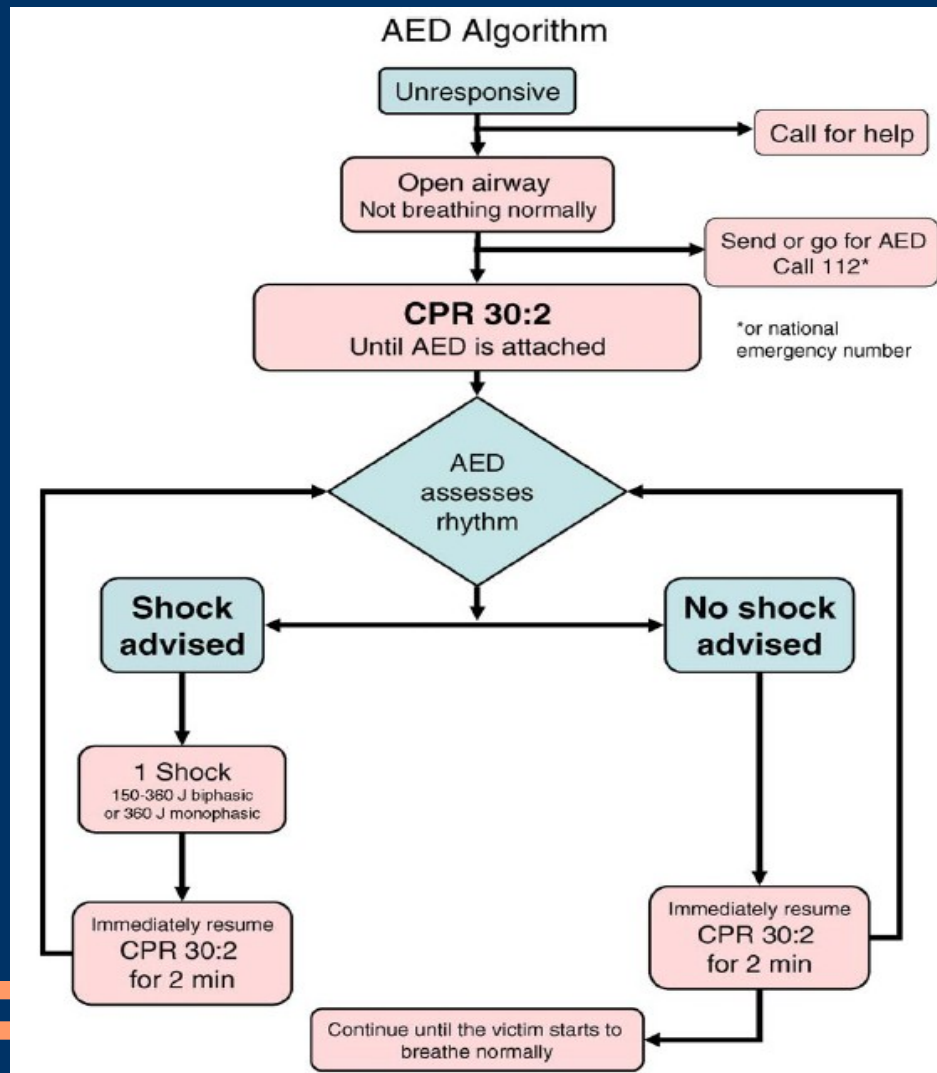 AED Algorithm
Unresponsive
Call for help
Open airway
Not breathing normally
Send or go for AED
Call 112*
CPR 30:2
Until AED is attached
*or national
emergency number
AED
assesses
rhythm
Shock
advised
No shock
advised
1 Shock
150-360 J biphasic
or 360 J monophasic
Immediately resume
CPR 30:2
for 2 min
Immediately resume
CPR 30:2
for 2 min
Continue until the victim starts to
breathe normally